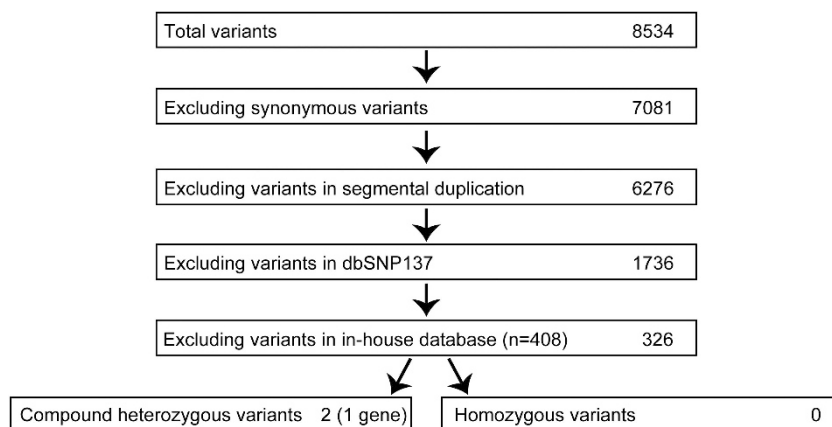 Total variants 8534
Excluding synonymous variants 7081
Excluding variants in segmental duplication 6276
Excluding variants in dbSNP137 1736
Excluding variants in in-house database (n=408) 326
Compound heterozygous variants 2 (1 gene)
Homozygous variants 0